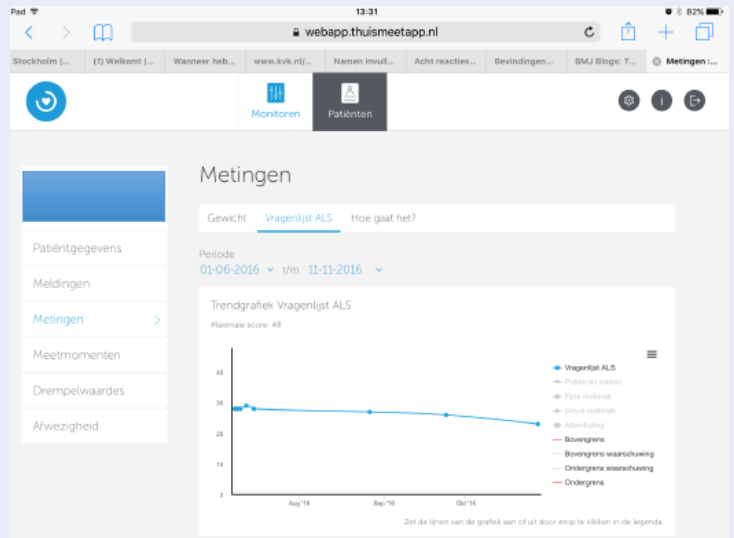 Pad
13:31
82%
webapp.thuismeetapp.nl
Stockholm |...
(1) Welkom! |...
Wanneer heb...
www.kvk.nl/...
Namen invull...
Acht reacties...
Bevindingen...
BMJ Blogs: T...
Metingen :...
Monitoren
Patiënten
Metingen
Gewicht
Vragenlijst ALS
Hoe gaat het?
Patiëntgegevens
Meldingen
Metingen
Meetmomenten
Drempelwaardes
Afwezigheid
Periode
01-06-2016 t/m 11-11-2016
Trendgrafiek Vragenlijst ALS
Maximale score: 48
Vragenlijst ALS
Praten en slikken
Fijne motoriek
Grove motoriek
Ademhaling
Bovengrens
Bovengrens waarschuwing
Ondergrens waarschuwing
Ondergrens
0
Aug '16
Sep '16
Okt '16
Zet de lijnen van de grafiek aan of uit door erop te klikken in de legenda.